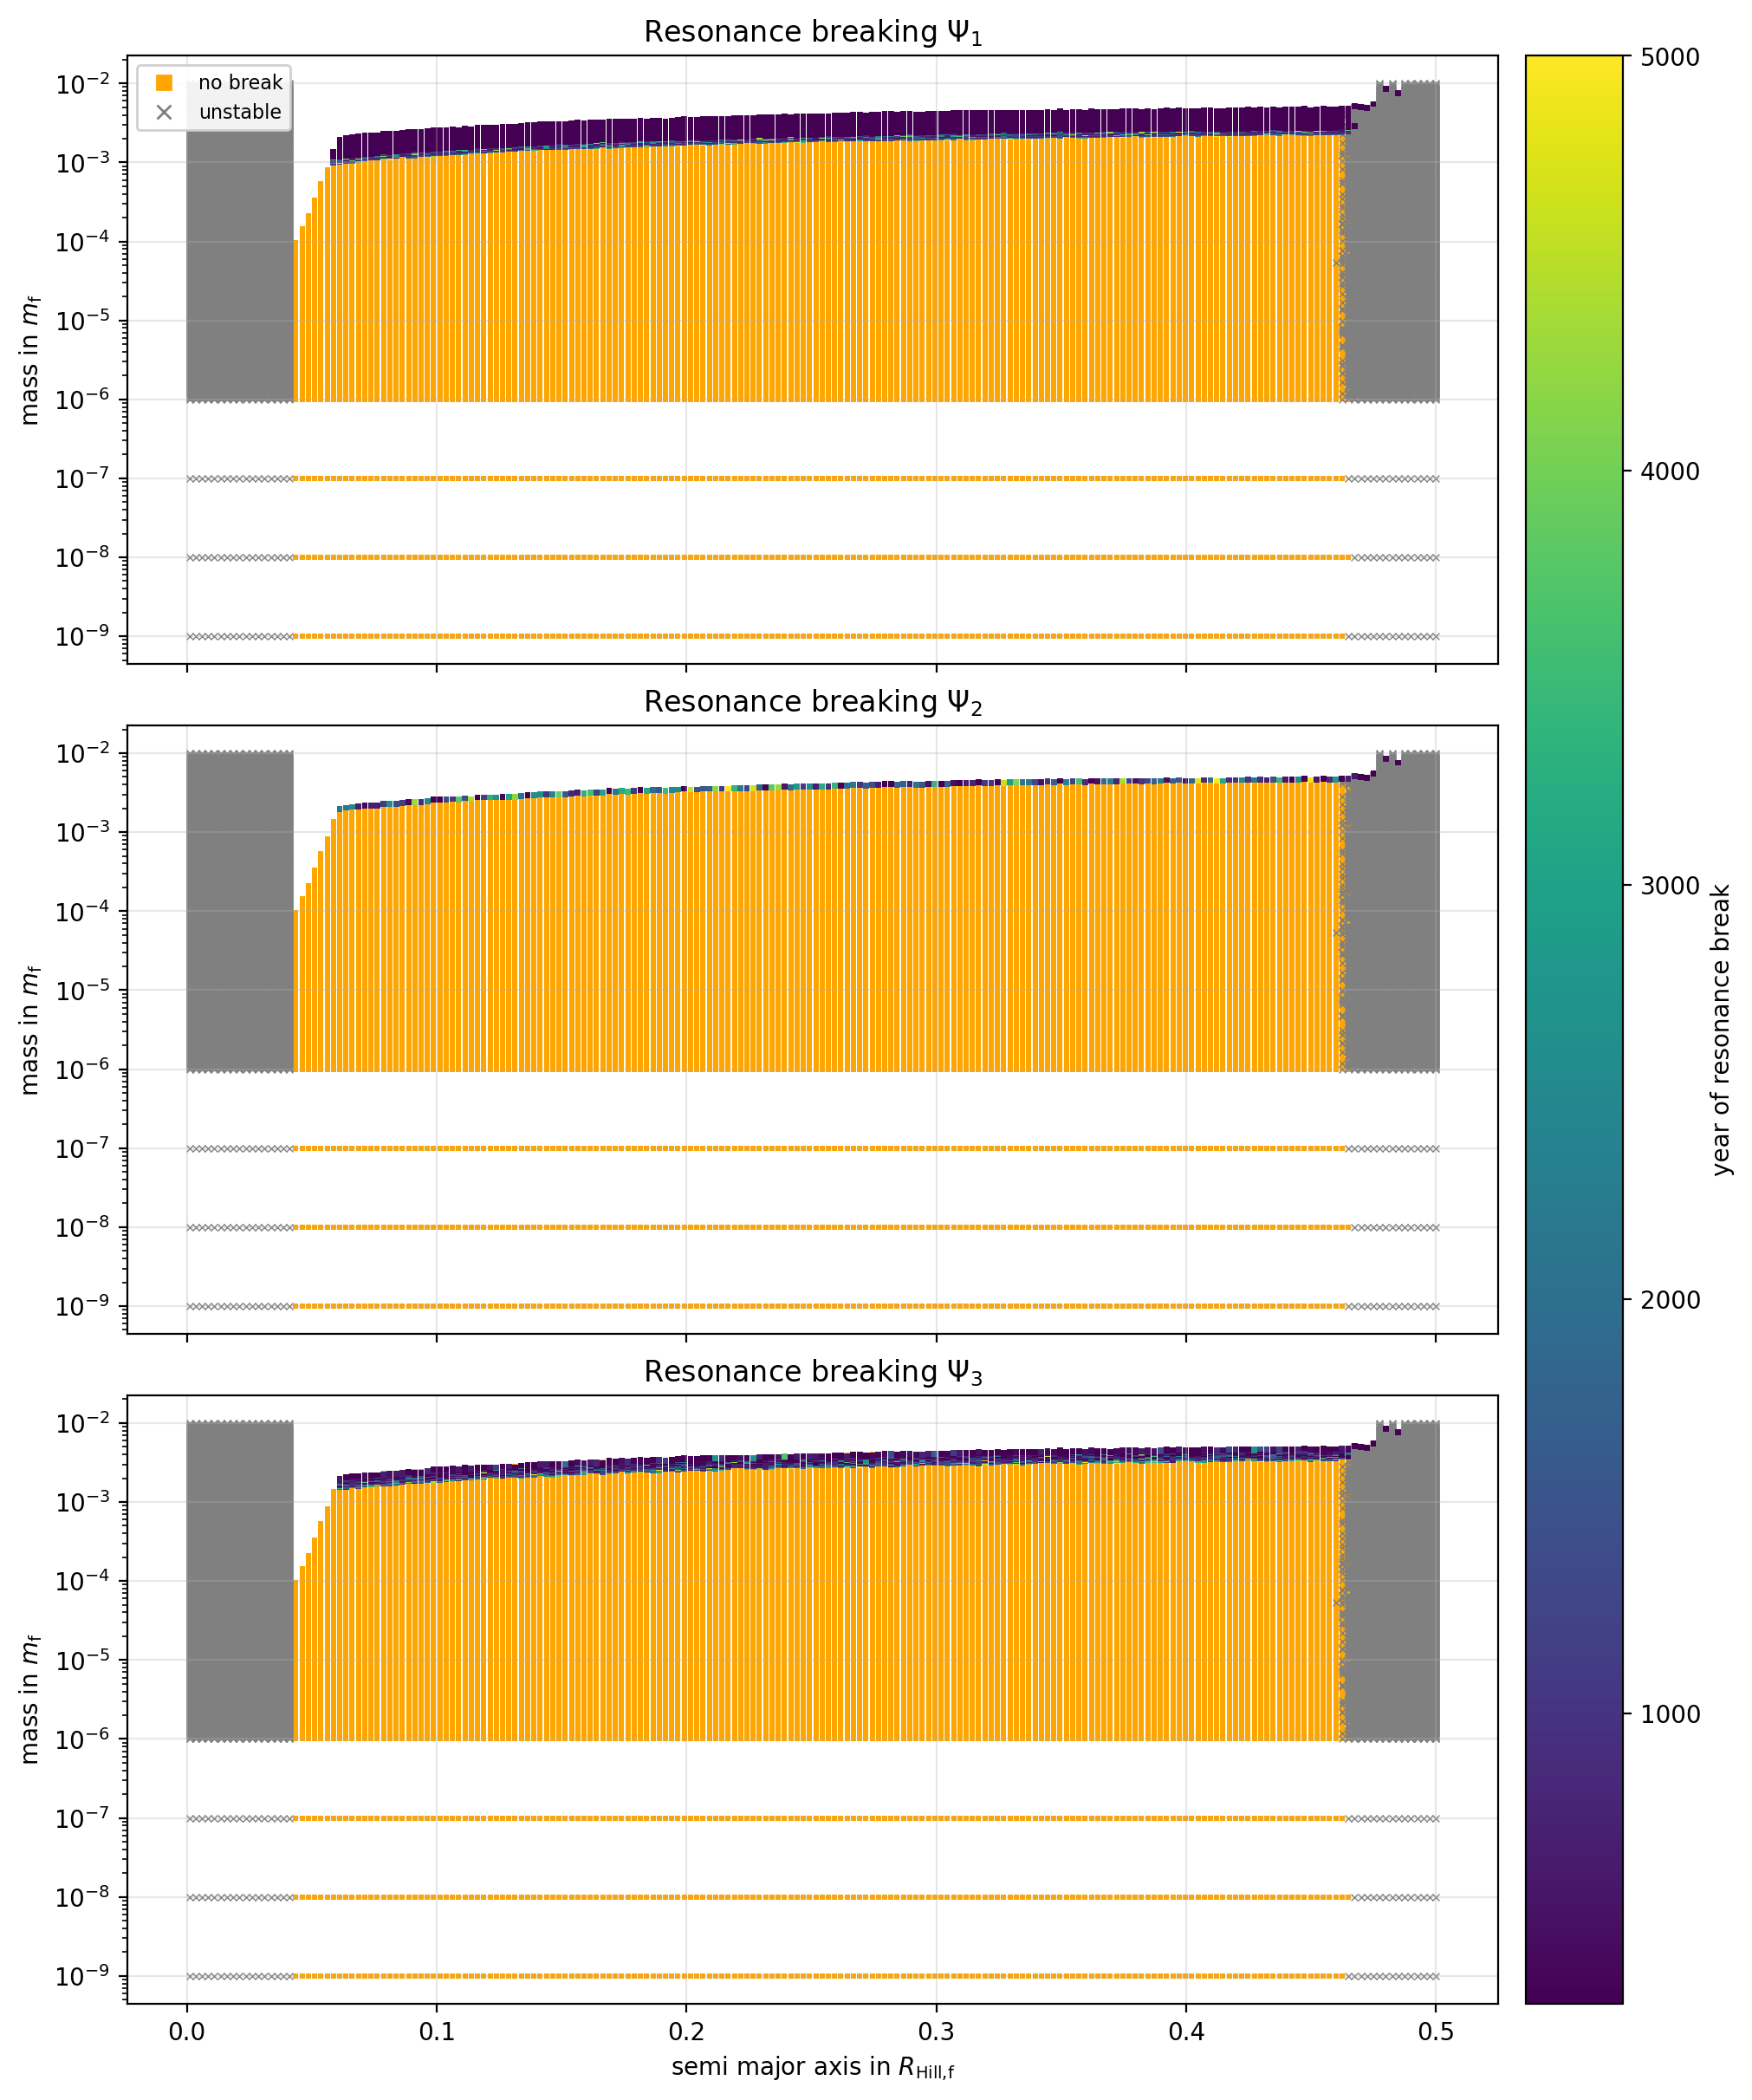 Resonance breaking Ψ₁
no break
unstable
10⁻²
10⁻³
10⁻⁴
10⁻⁵
10⁻⁶
10⁻⁷
10⁻⁸
10⁻⁹
mass in m_f
Resonance breaking Ψ₂
10⁻²
10⁻³
10⁻⁴
10⁻⁵
10⁻⁶
10⁻⁷
10⁻⁸
10⁻⁹
mass in m_f
Resonance breaking Ψ₃
10⁻²
10⁻³
10⁻⁴
10⁻⁵
10⁻⁶
10⁻⁷
10⁻⁸
10⁻⁹
mass in m_f
0.0 0.1 0.2 0.3 0.4 0.5
semi major axis in R_Hill,f
5000
4000
3000
2000
1000
year of resonance break